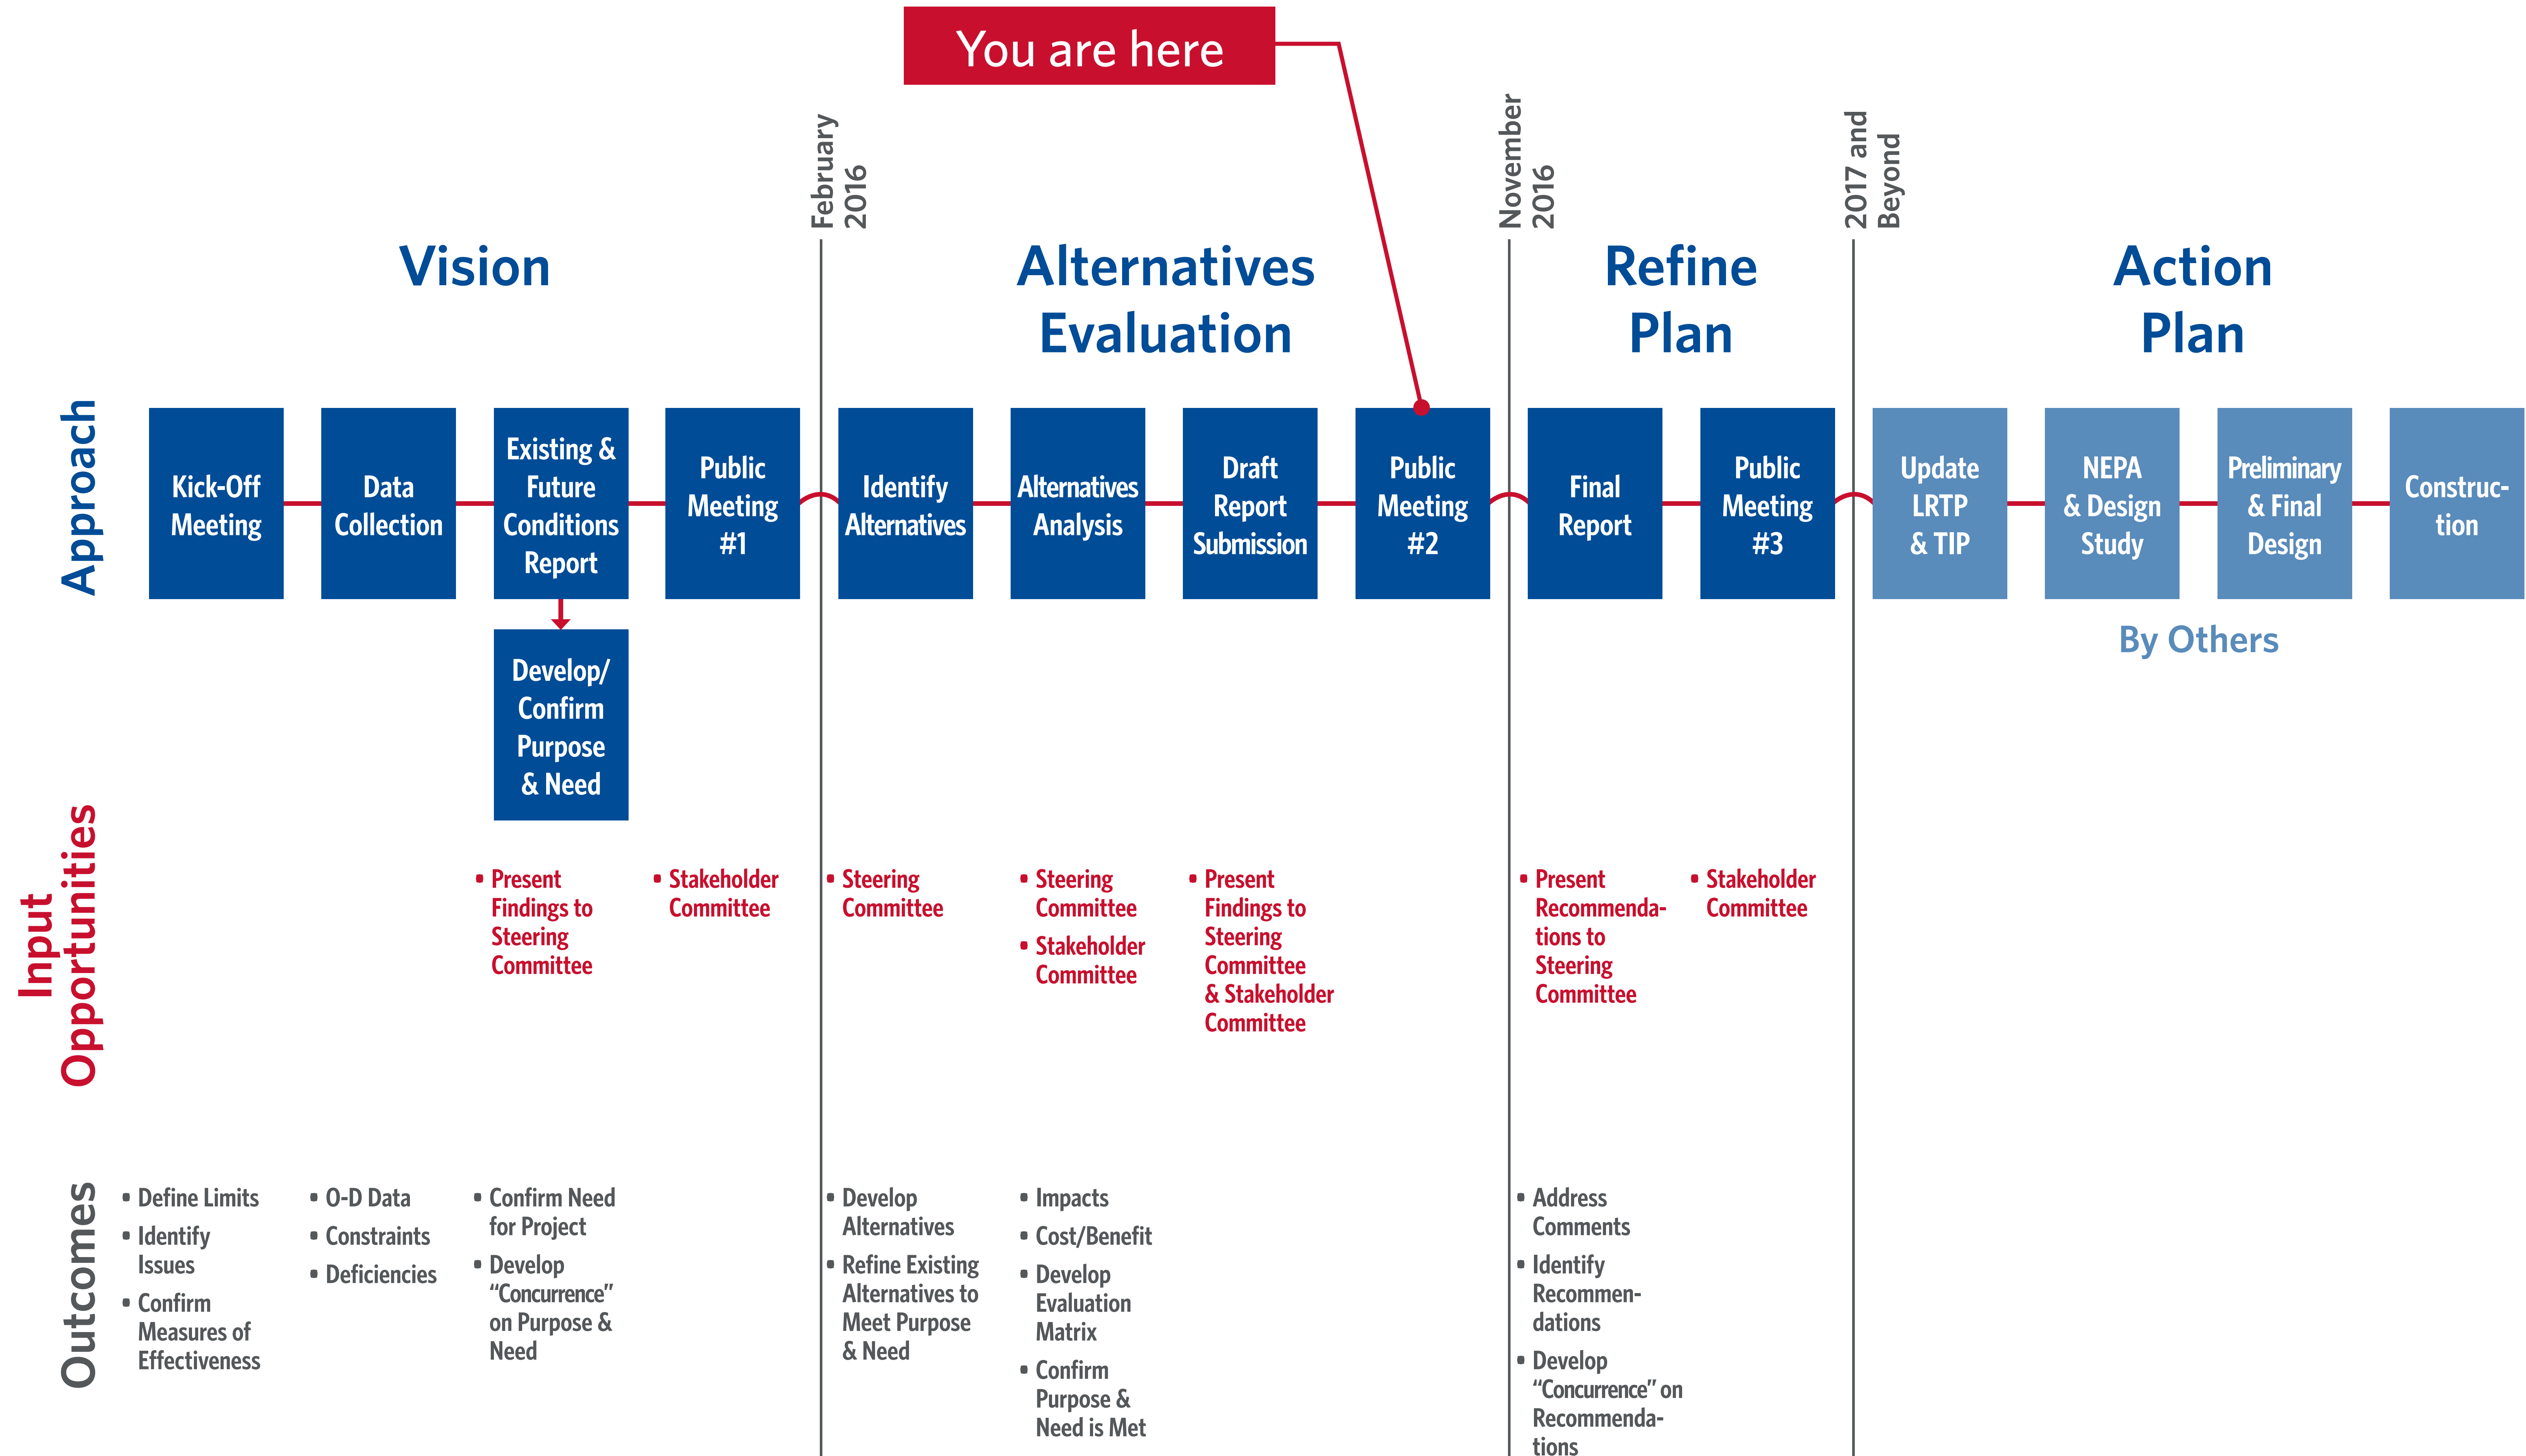 You are here
February
2016
November
2016
2017 and
Beyond
Vision
Alternatives
Evaluation
Refine
Plan
Action
Plan
Approach
Kick-Off
Meeting
Data
Collection
Existing &
Future
Conditions
Report
Public
Meeting
#1
Identify
Alternatives
Alternatives
Analysis
Draft
Report
Submission
Public
Meeting
#2
Final
Report
Public
Meeting
#3
Update
LRTP
& TIP
NEPA
& Design
Study
Preliminary
& Final
Design
Construc-
tion
By Others
Develop/
Confirm
Purpose
& Need
Input
Opportunities
▪ Present
Findings to
Steering
Committee
▪ Stakeholder
Committee
▪ Steering
Committee
▪ Steering
Committee
▪ Stakeholder
Committee
▪ Present
Findings to
Steering
Committee
& Stakeholder
Committee
▪ Present
Recommenda-
tions to
Steering
Committee
▪ Stakeholder
Committee
Outcomes
▪ Define Limits
▪ Identify
Issues
▪ Confirm
Measures of
Effectiveness
▪ O-D Data
▪ Constraints
▪ Deficiencies
▪ Confirm Need
for Project
▪ Develop
“Concurrence”
on Purpose &
Need
▪ Develop
Alternatives
▪ Refine Existing
Alternatives to
Meet Purpose
& Need
▪ Impacts
▪ Cost/Benefit
▪ Develop
Evaluation
Matrix
▪ Confirm
Purpose &
Need is Met
▪ Address
Comments
▪ Identify
Recommen-
dations
▪ Develop
“Concurrence” on
Recommenda-
tions